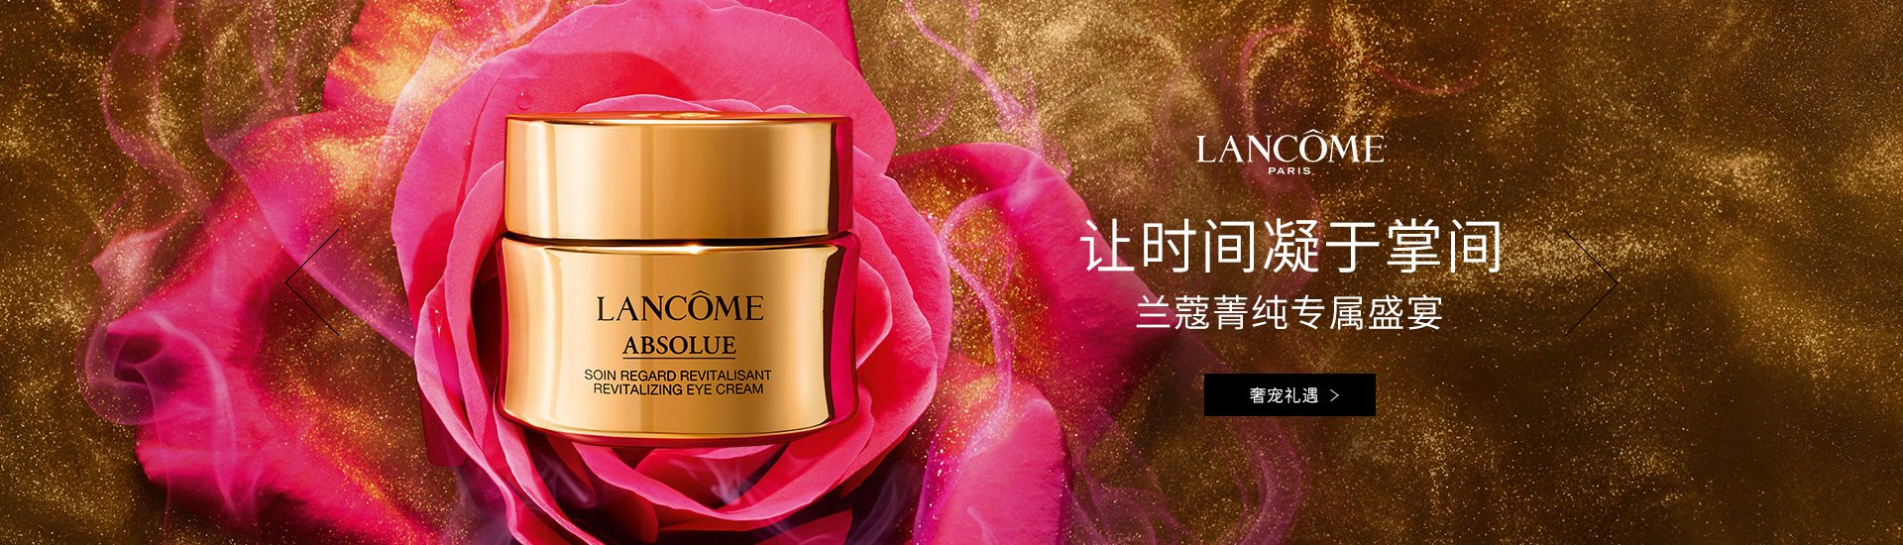 LANCÔME
ABSOLUE
SOIN REGARD REVITALISANT
REVITALIZING EYE CREAM
LANCÔME
PARIS
让时间凝于掌间
兰蔻菁纯专属盛宴
奢宠礼遇 >